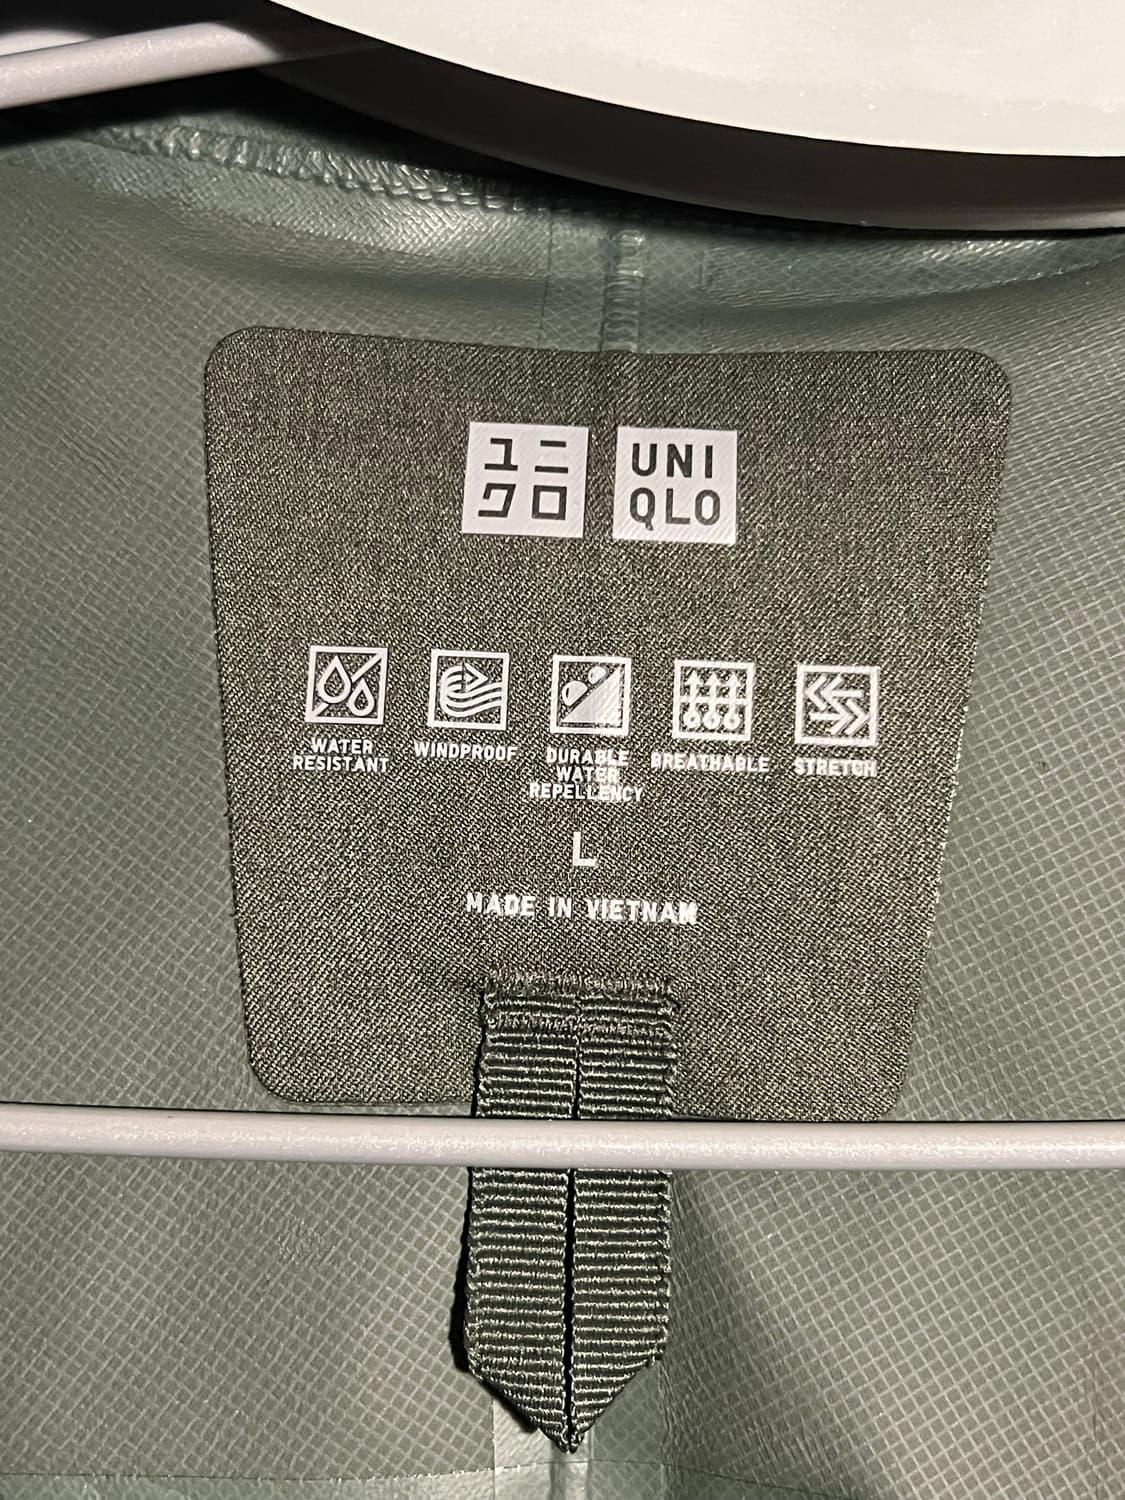 ユニ
クロ
UNI
QLO
WATER
RESISTANT
WINDPROOF
DURABLE
WATER
REPELLENCY
BREATHABLE
STRETCH
L
MADE IN VIETNAM